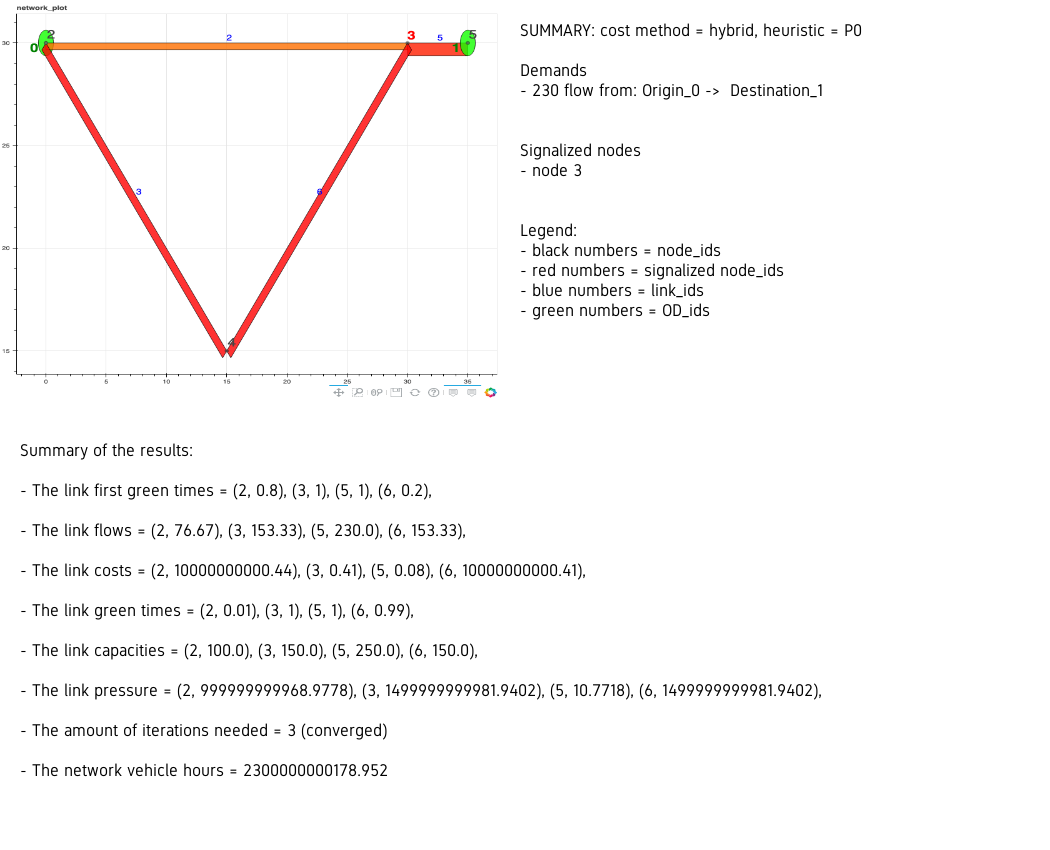 network_plot
2
0
2
3
5
1
5
30
25
20
15
3
6
4
0
5
10
15
20
25
30
35
SUMMARY: cost method = hybrid, heuristic = P0
Demands
- 230 flow from: Origin_0 -> Destination_1
Signalized nodes
- node 3
Legend:
- black numbers = node_ids
- red numbers = signalized node_ids
- blue numbers = link_ids
- green numbers = OD_ids
Summary of the results:
- The link first green times = (2, 0.8), (3, 1), (5, 1), (6, 0.2),
- The link flows = (2, 76.67), (3, 153.33), (5, 230.0), (6, 153.33),
- The link costs = (2, 10000000000.44), (3, 0.41), (5, 0.08), (6, 10000000000.41),
- The link green times = (2, 0.01), (3, 1), (5, 1), (6, 0.99),
- The link capacities = (2, 100.0), (3, 150.0), (5, 250.0), (6, 150.0),
- The link pressure = (2, 999999999968.9778), (3, 1499999999981.9402), (5, 10.7718), (6, 1499999999981.9402),
- The amount of iterations needed = 3 (converged)
- The network vehicle hours = 2300000000178.952